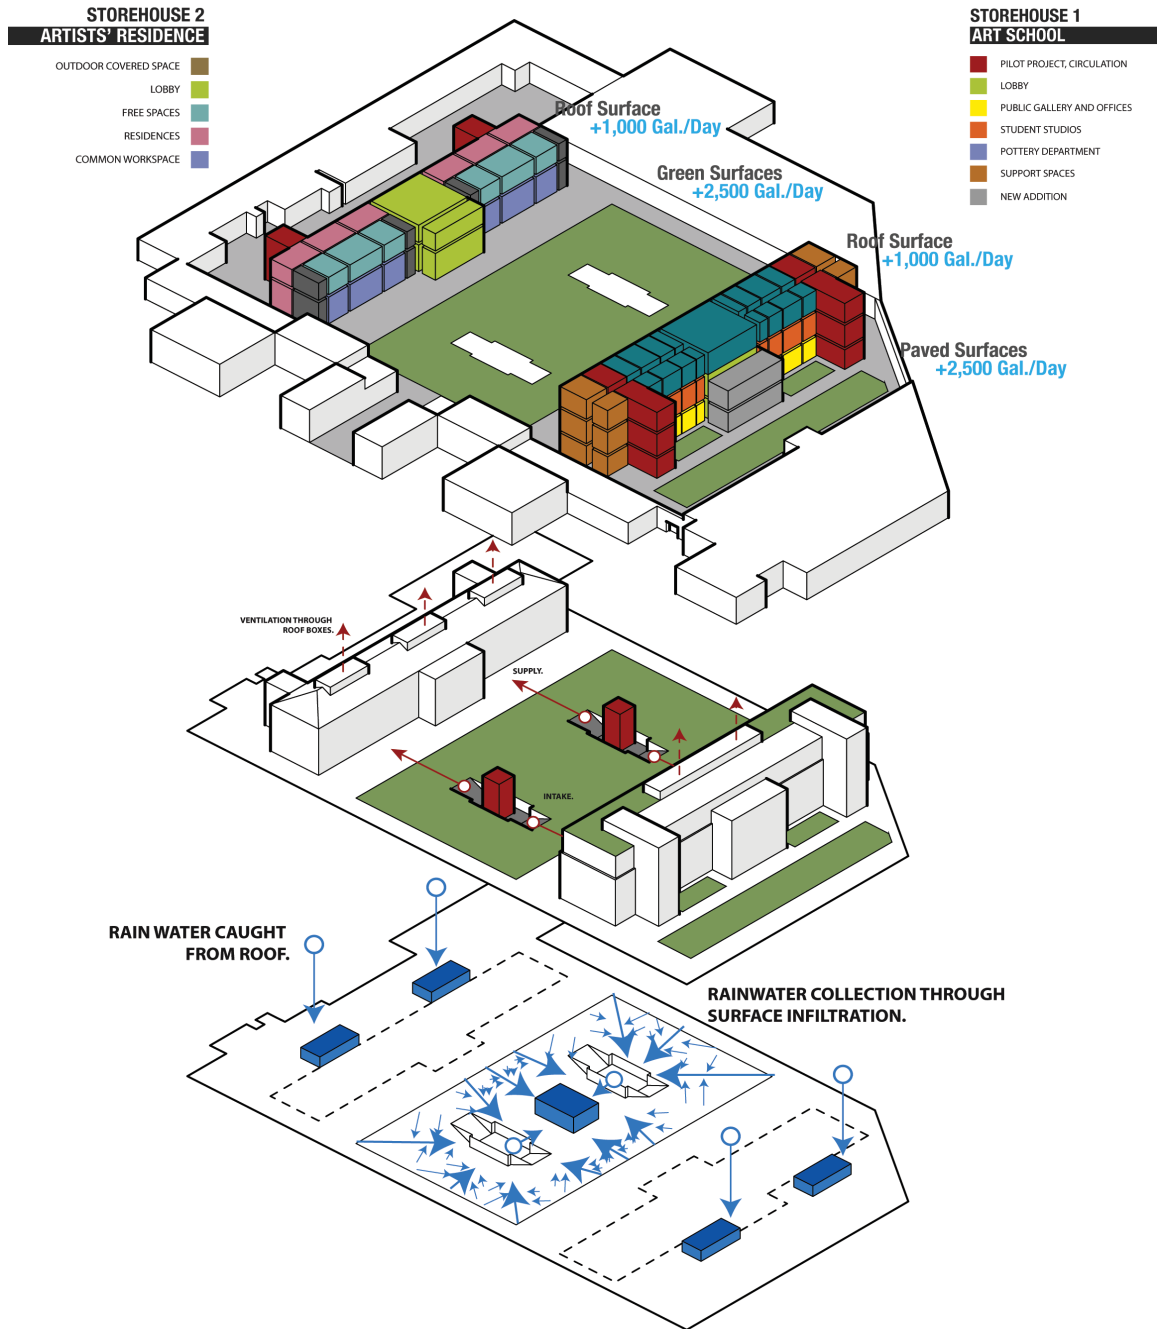 STOREHOUSE 2
ARTISTS’ RESIDENCE
OUTDOOR COVERED SPACE
LOBBY
FREE SPACES
RESIDENCES
COMMON WORKSPACE
STOREHOUSE 1
ART SCHOOL
PILOT PROJECT, CIRCULATION
LOBBY
PUBLIC GALLERY AND OFFICES
STUDENT STUDIOS
POTTERY DEPARTMENT
SUPPORT SPACES
NEW ADDITION
Roof Surface
+1,000 Gal./Day
Green Surfaces
+2,500 Gal./Day
Roof Surface
+1,000 Gal./Day
Paved Surfaces
+2,500 Gal./Day
VENTILATION THROUGH
ROOF BOXES.
SUPPLY.
INTAKE.
RAIN WATER CAUGHT
FROM ROOF.
RAINWATER COLLECTION THROUGH
SURFACE INFILTRATION.